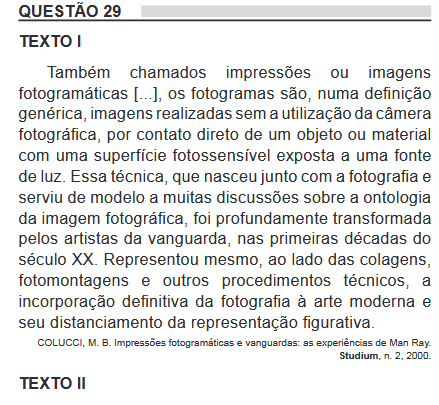 QUESTÃO 29
TEXTO I
Também chamados impressões ou imagens
fotogramáticas [...], os fotogramas são, numa definição
genérica, imagens realizadas sem a utilização da câmera
fotográfica, por contato direto de um objeto ou material
com uma superfície fotossensível exposta a uma fonte
de luz. Essa técnica, que nasceu junto com a fotografia e
serviu de modelo a muitas discussões sobre a ontologia
da imagem fotográfica, foi profundamente transformada
pelos artistas da vanguarda, nas primeiras décadas do
século XX. Representou mesmo, ao lado das colagens,
fotomontagens e outros procedimentos técnicos, a
incorporação definitiva da fotografia à arte moderna e
seu distanciamento da representação figurativa.
COLUCCI, M. B. Impressões fotogramáticas e vanguardas: as experiências de Man Ray.
Studium, n. 2, 2000.
TEXTO II